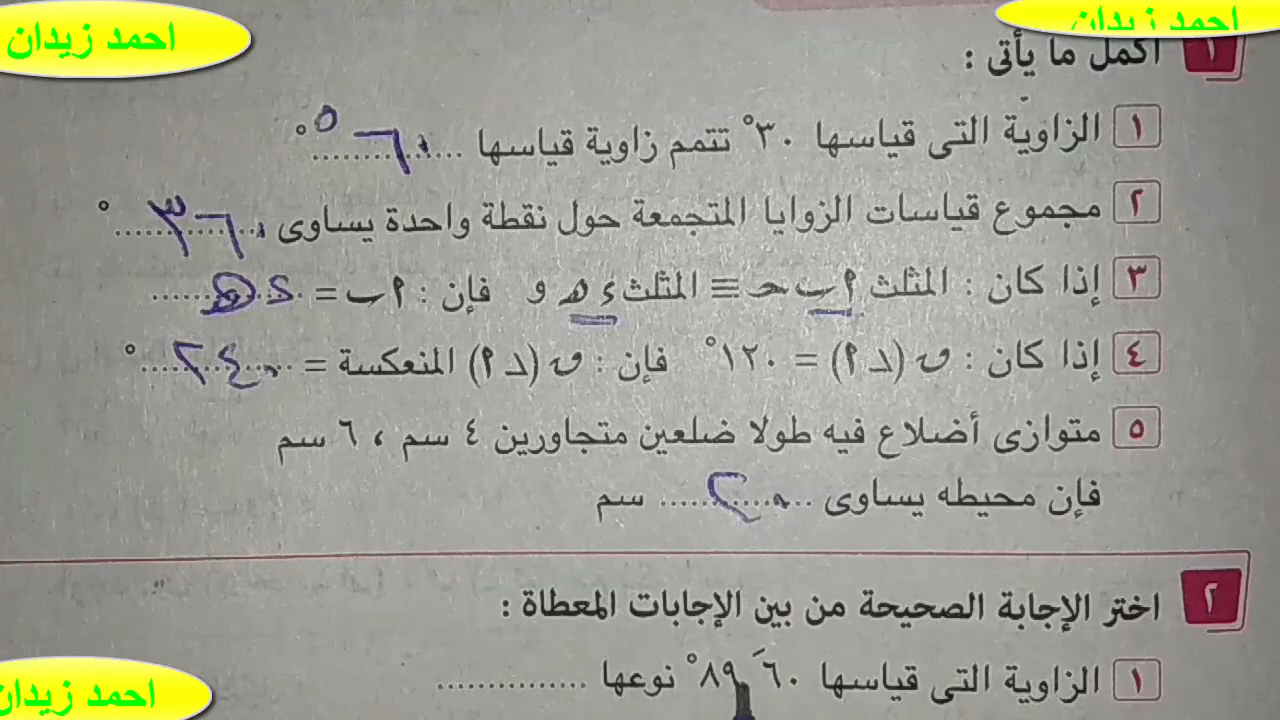 احمد زيدان
احمد زيدان
١ أكمل ما يأتى :
١ الزاوية التى قياسها ٣٠° تتمم زاوية قياسها ٦٠° ............°
٢ مجموع قياسات الزوايا المتجمعة حول نقطة واحدة يساوى ٣٦٠ ............°
٣ إذا كان : المثلث ا ب حـ ≡ المثلث ء هـ و فإن : ا ب = ء هـ ............
٤ إذا كان : ق (د ا) = ١٢٠° فإن : ق (د ا) المنعكسة = ٢٤٠ ............°
٥ متوازى أضلاع فيه طولا ضلعين متجاورين ٤ سم ، ٦ سم
فإن محيطه يساوى ٢٠ ............ سم
٢ اختر الإجابة الصحيحة من بين الإجابات المعطاة :
١ الزاوية التى قياسها ٦٠َ ٨٩° نوعها ............
احمد زيدان